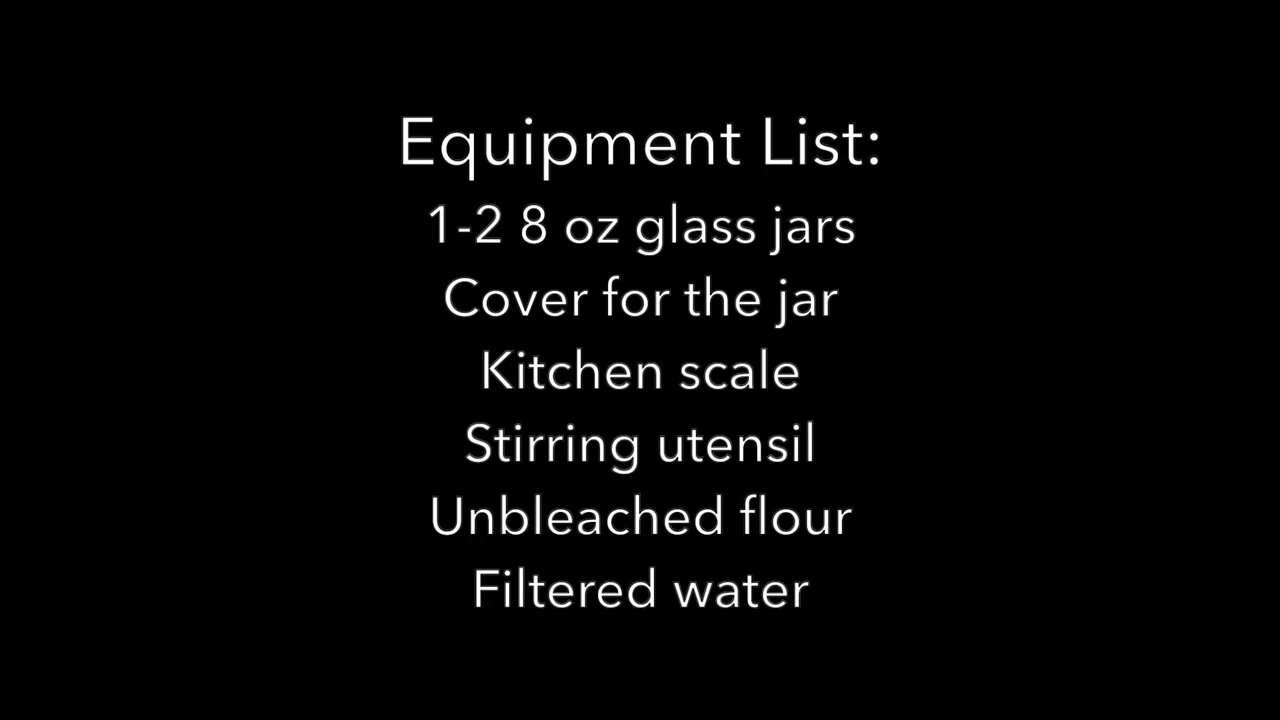 Equipment List:
1-2 8 oz glass jars
Cover for the jar
Kitchen scale
Stirring utensil
Unbleached flour
Filtered water